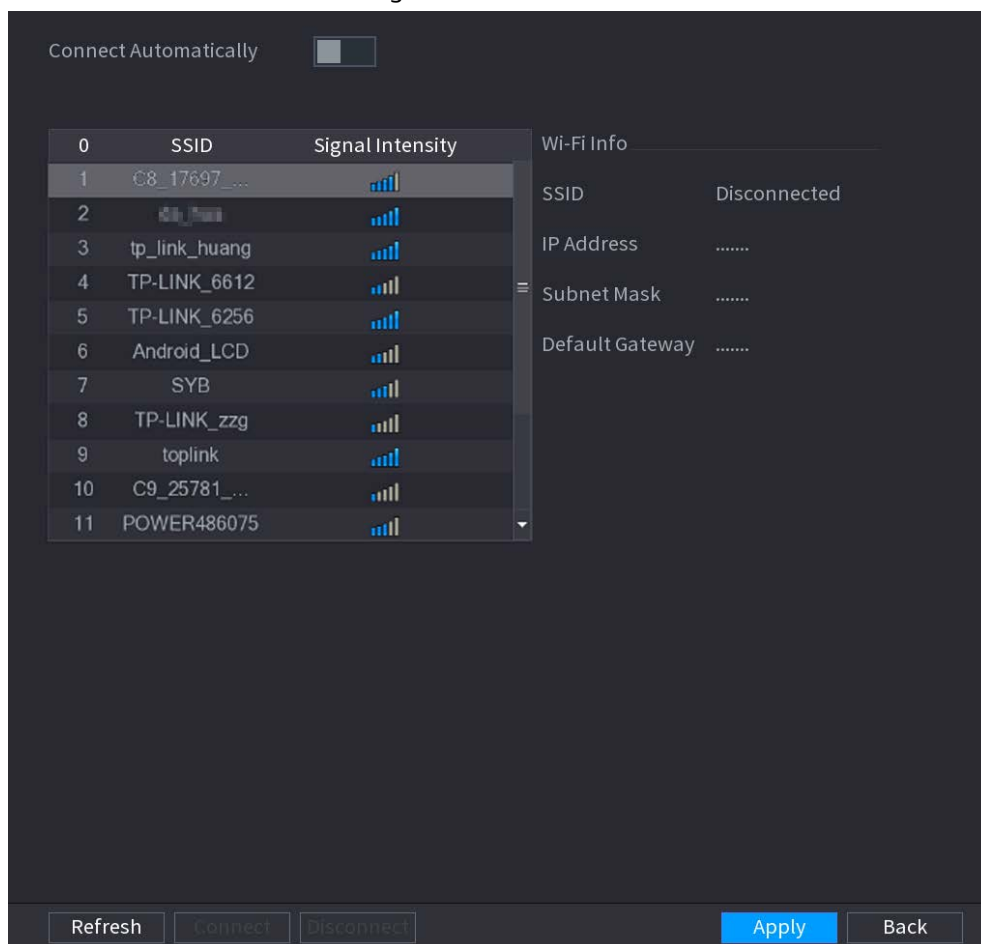 Connect Automatically
0 SSID Signal Intensity
1 C8_17697_...
2
3 tp_link_huang
4 TP-LINK_6612
5 TP-LINK_6256
6 Android_LCD
7 SYB
8 TP-LINK_zzg
9 toplink
10 C9_25781_...
11 POWER486075
Wi-Fi Info
SSID Disconnected
IP Address .......
Subnet Mask .......
Default Gateway .......
Refresh Connect Disconnect Apply Back